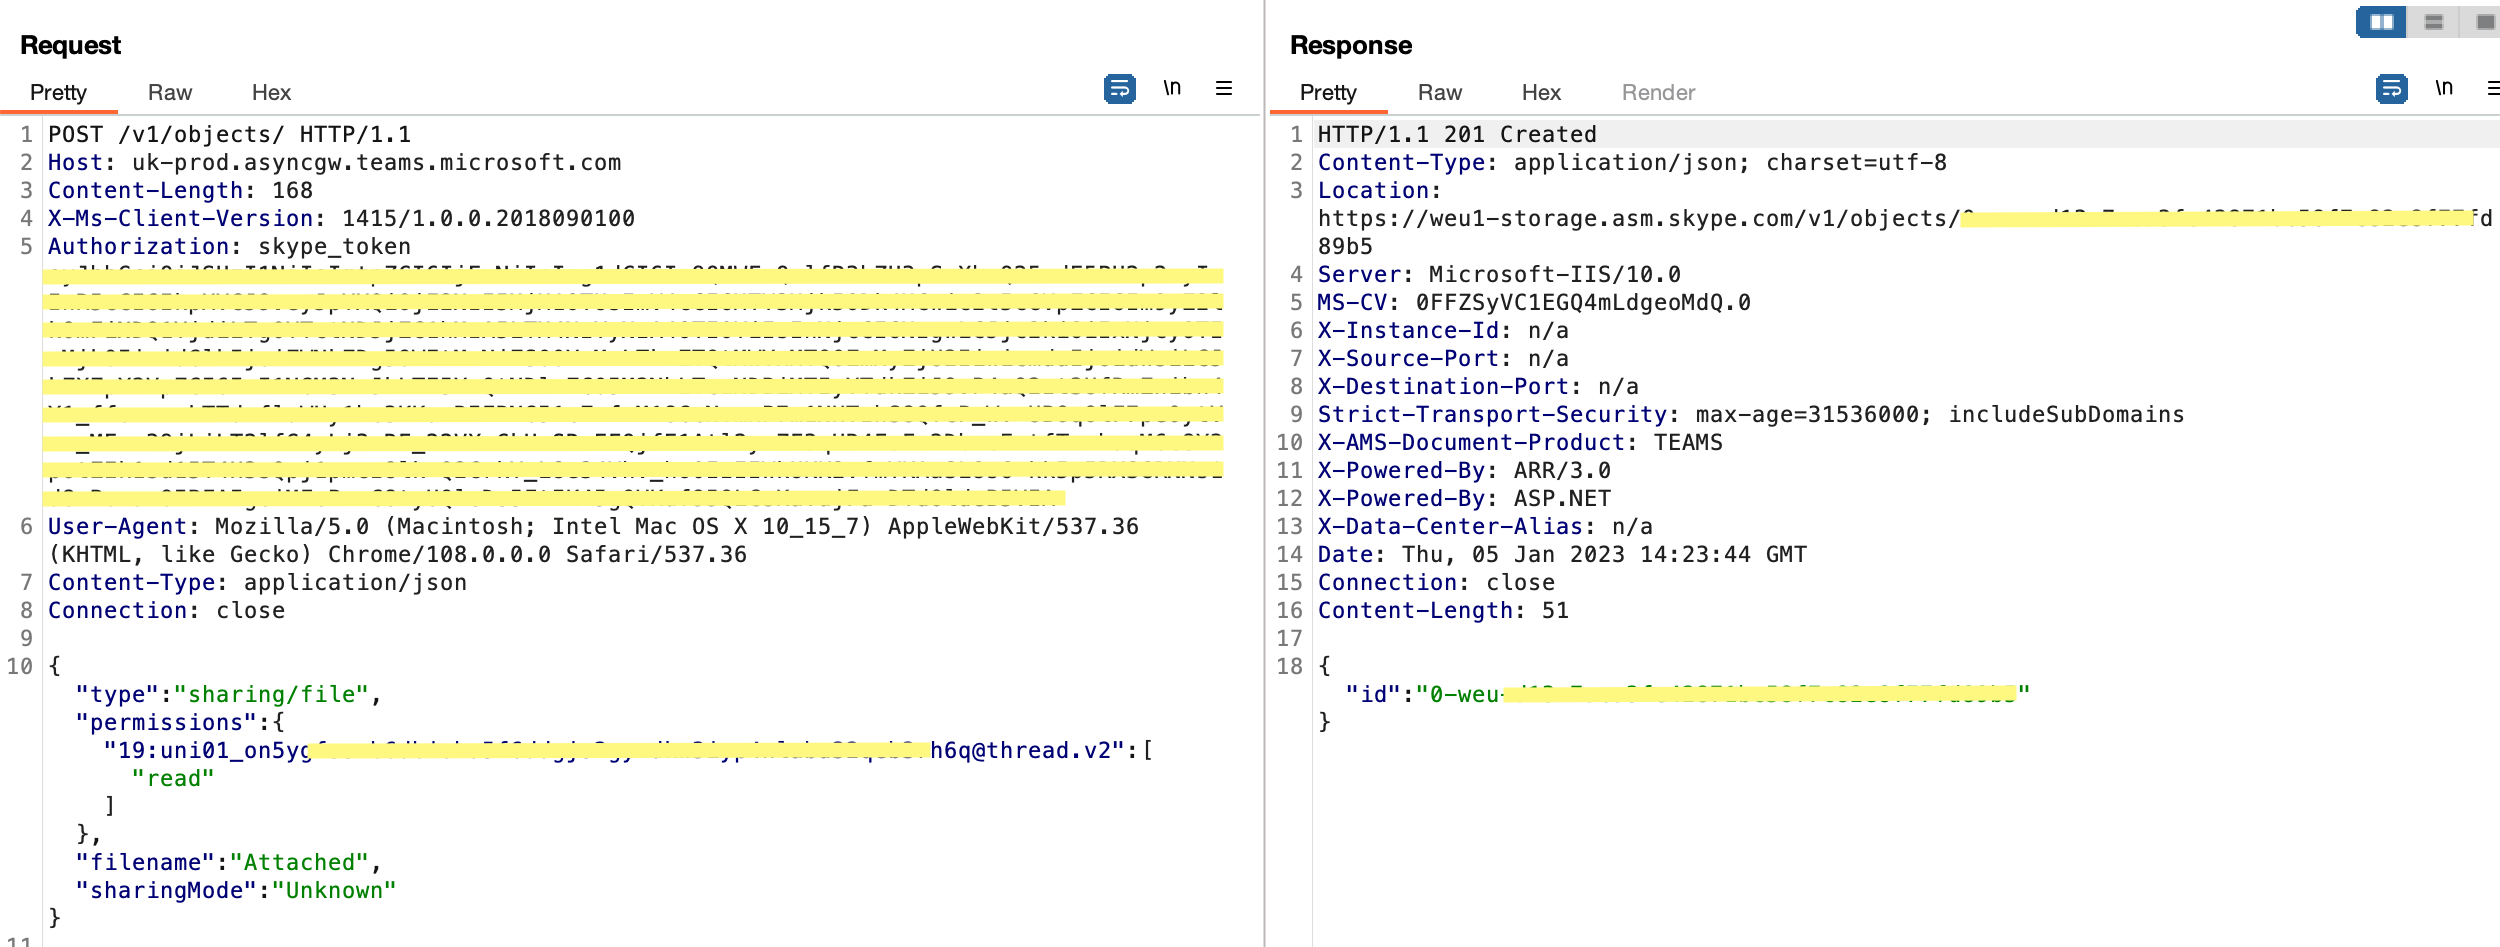 Request
Pretty Raw Hex \n
1 POST /v1/objects/ HTTP/1.1
2 Host: uk-prod.asyncgw.teams.microsoft.com
3 Content-Length: 168
4 X-Ms-Client-Version: 1415/1.0.0.2018090100
5 Authorization: skype_token
6 User-Agent: Mozilla/5.0 (Macintosh; Intel Mac OS X 10_15_7) AppleWebKit/537.36
(KHTML, like Gecko) Chrome/108.0.0.0 Safari/537.36
7 Content-Type: application/json
8 Connection: close
9
10 {
"type":"sharing/file",
"permissions":{
"19:uni01_on5yg h6q@thread.v2":[
"read"
]
},
"filename":"Attached",
"sharingMode":"Unknown"
}
11
Response
Pretty Raw Hex Render \n
1 HTTP/1.1 201 Created
2 Content-Type: application/json; charset=utf-8
3 Location:
https://weu1-storage.asm.skype.com/v1/objects/ d
89b5
4 Server: Microsoft-IIS/10.0
5 MS-CV: 0FFZSyVC1EGQ4mLdgeoMdQ.0
6 X-Instance-Id: n/a
7 X-Source-Port: n/a
8 X-Destination-Port: n/a
9 Strict-Transport-Security: max-age=31536000; includeSubDomains
10 X-AMS-Document-Product: TEAMS
11 X-Powered-By: ARR/3.0
12 X-Powered-By: ASP.NET
13 X-Data-Center-Alias: n/a
14 Date: Thu, 05 Jan 2023 14:23:44 GMT
15 Connection: close
16 Content-Length: 51
17
18 {
"id":"0-weu- "
}